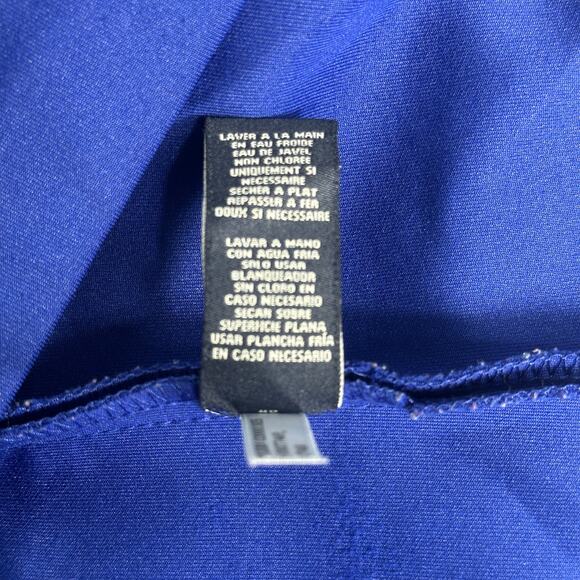 LAVER A LA MAIN
EN EAU FROIDE
EAU DE JAVEL
NON CHLOREE
UNIQUEMENT SI
NECESSAIRE
SECHER A PLAT
REPASSER A FER
DOUX SI NECESSAIRE
LAVAR A MANO
CON AGUA FRIA
SOLO USAR
BLANQUEADOR
SIN CLORO EN
CASO NECESARIO
SECAR SOBRE
SUPERFICIE PLANA
USAR PLANCHA FRÍA
EN CASO NECESARIO